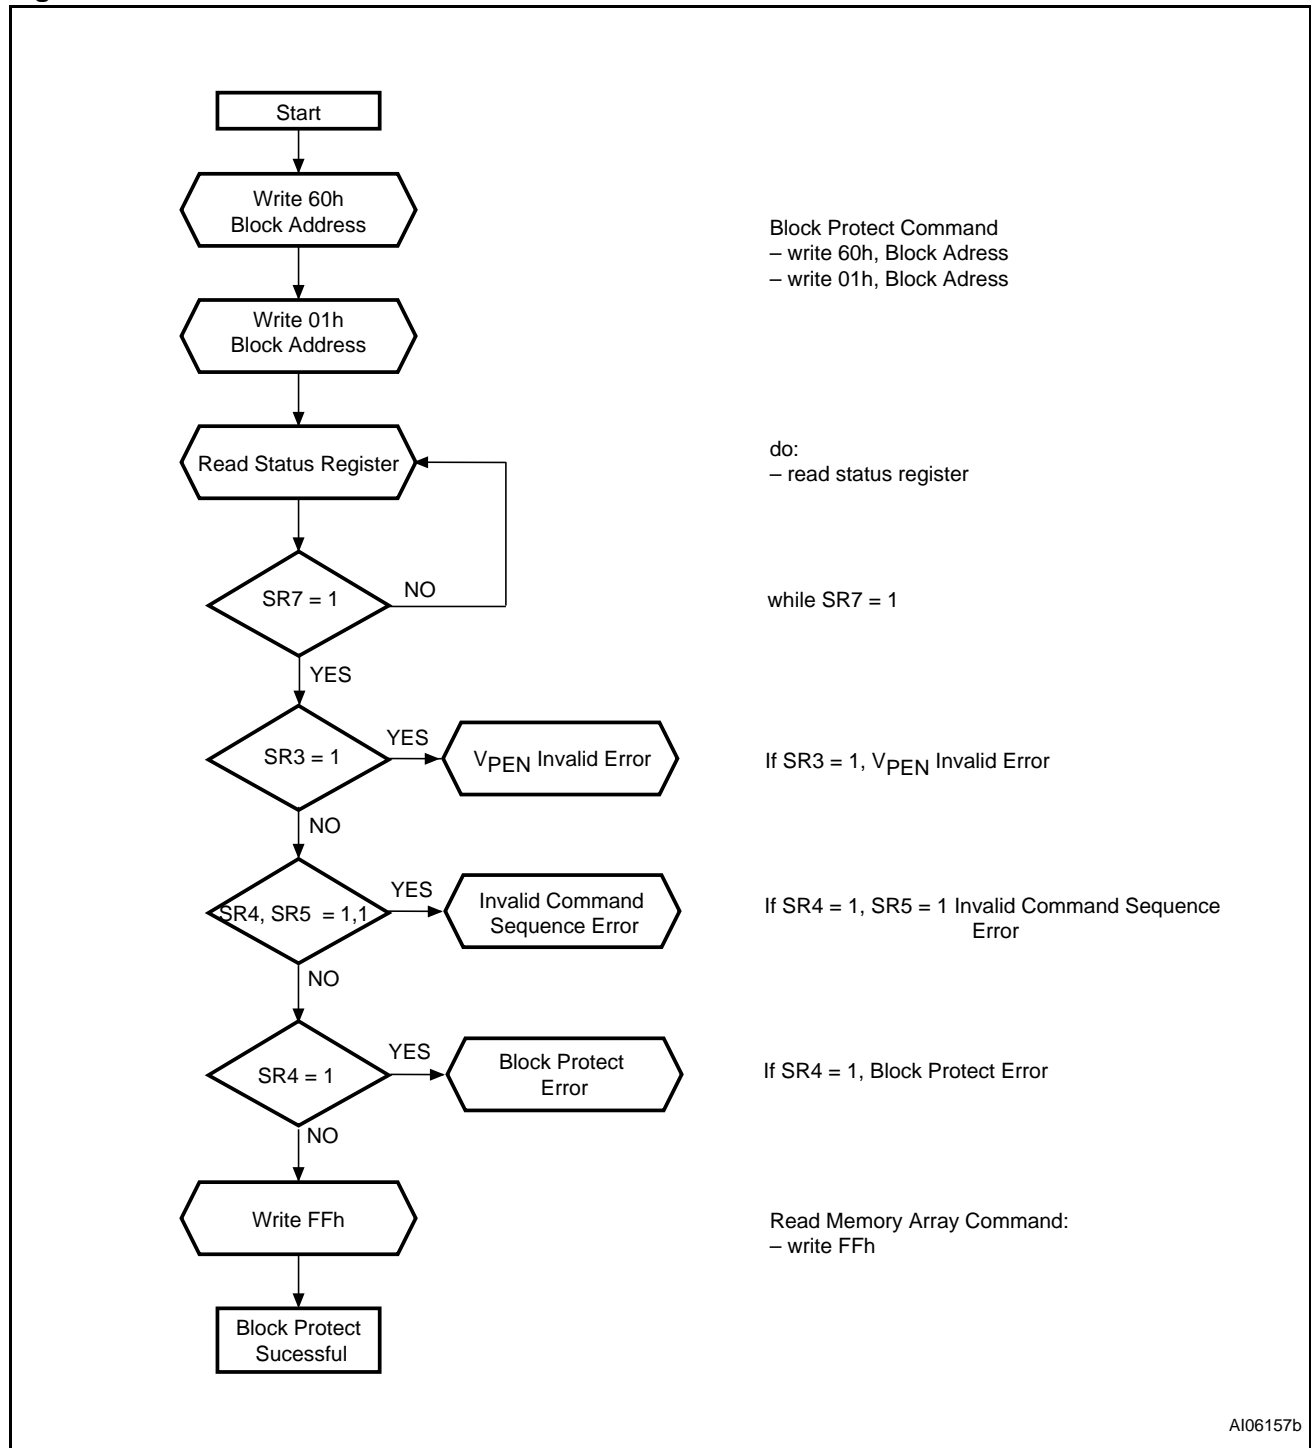 Start
Write 60h
Block Address
Block Protect Command
– write 60h, Block Adress
– write 01h, Block Adress
Write 01h
Block Address
Read Status Register
do:
– read status register
SR7 = 1
NO
while SR7 = 1
YES
SR3 = 1
YES
VPEN Invalid Error
If SR3 = 1, VPEN Invalid Error
NO
SR4, SR5 = 1,1
YES
Invalid Command
Sequence Error
If SR4 = 1, SR5 = 1 Invalid Command Sequence
Error
NO
SR4 = 1
YES
Block Protect
Error
If SR4 = 1, Block Protect Error
NO
Write FFh
Read Memory Array Command:
– write FFh
Block Protect
Sucessful
AI06157b